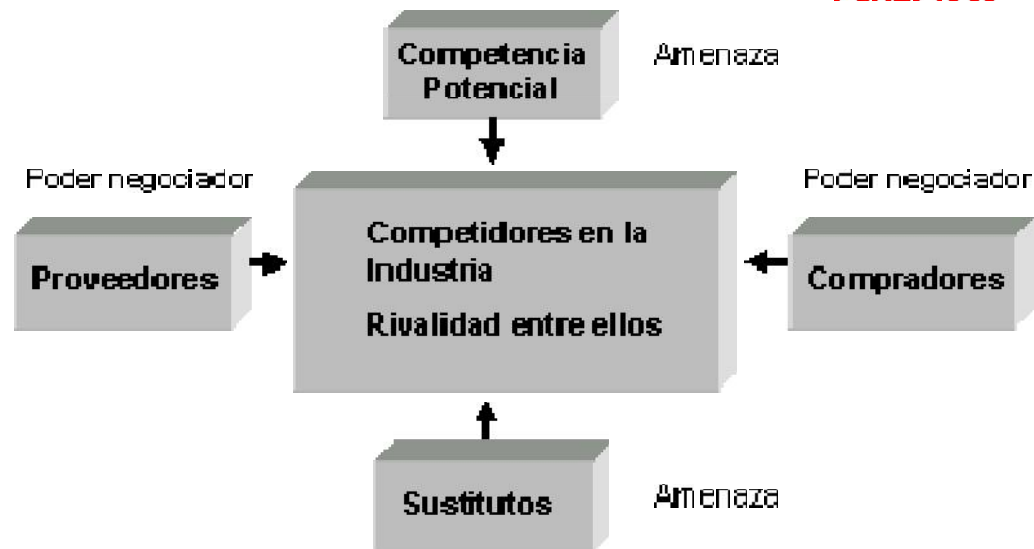 Competencia
Potencial
Amenaza
Poder negociador
Poder negociador
Proveedores
Competidores en la
Industria
Rivalidad entre ellos
Compradores
Sustitutos
Amenaza